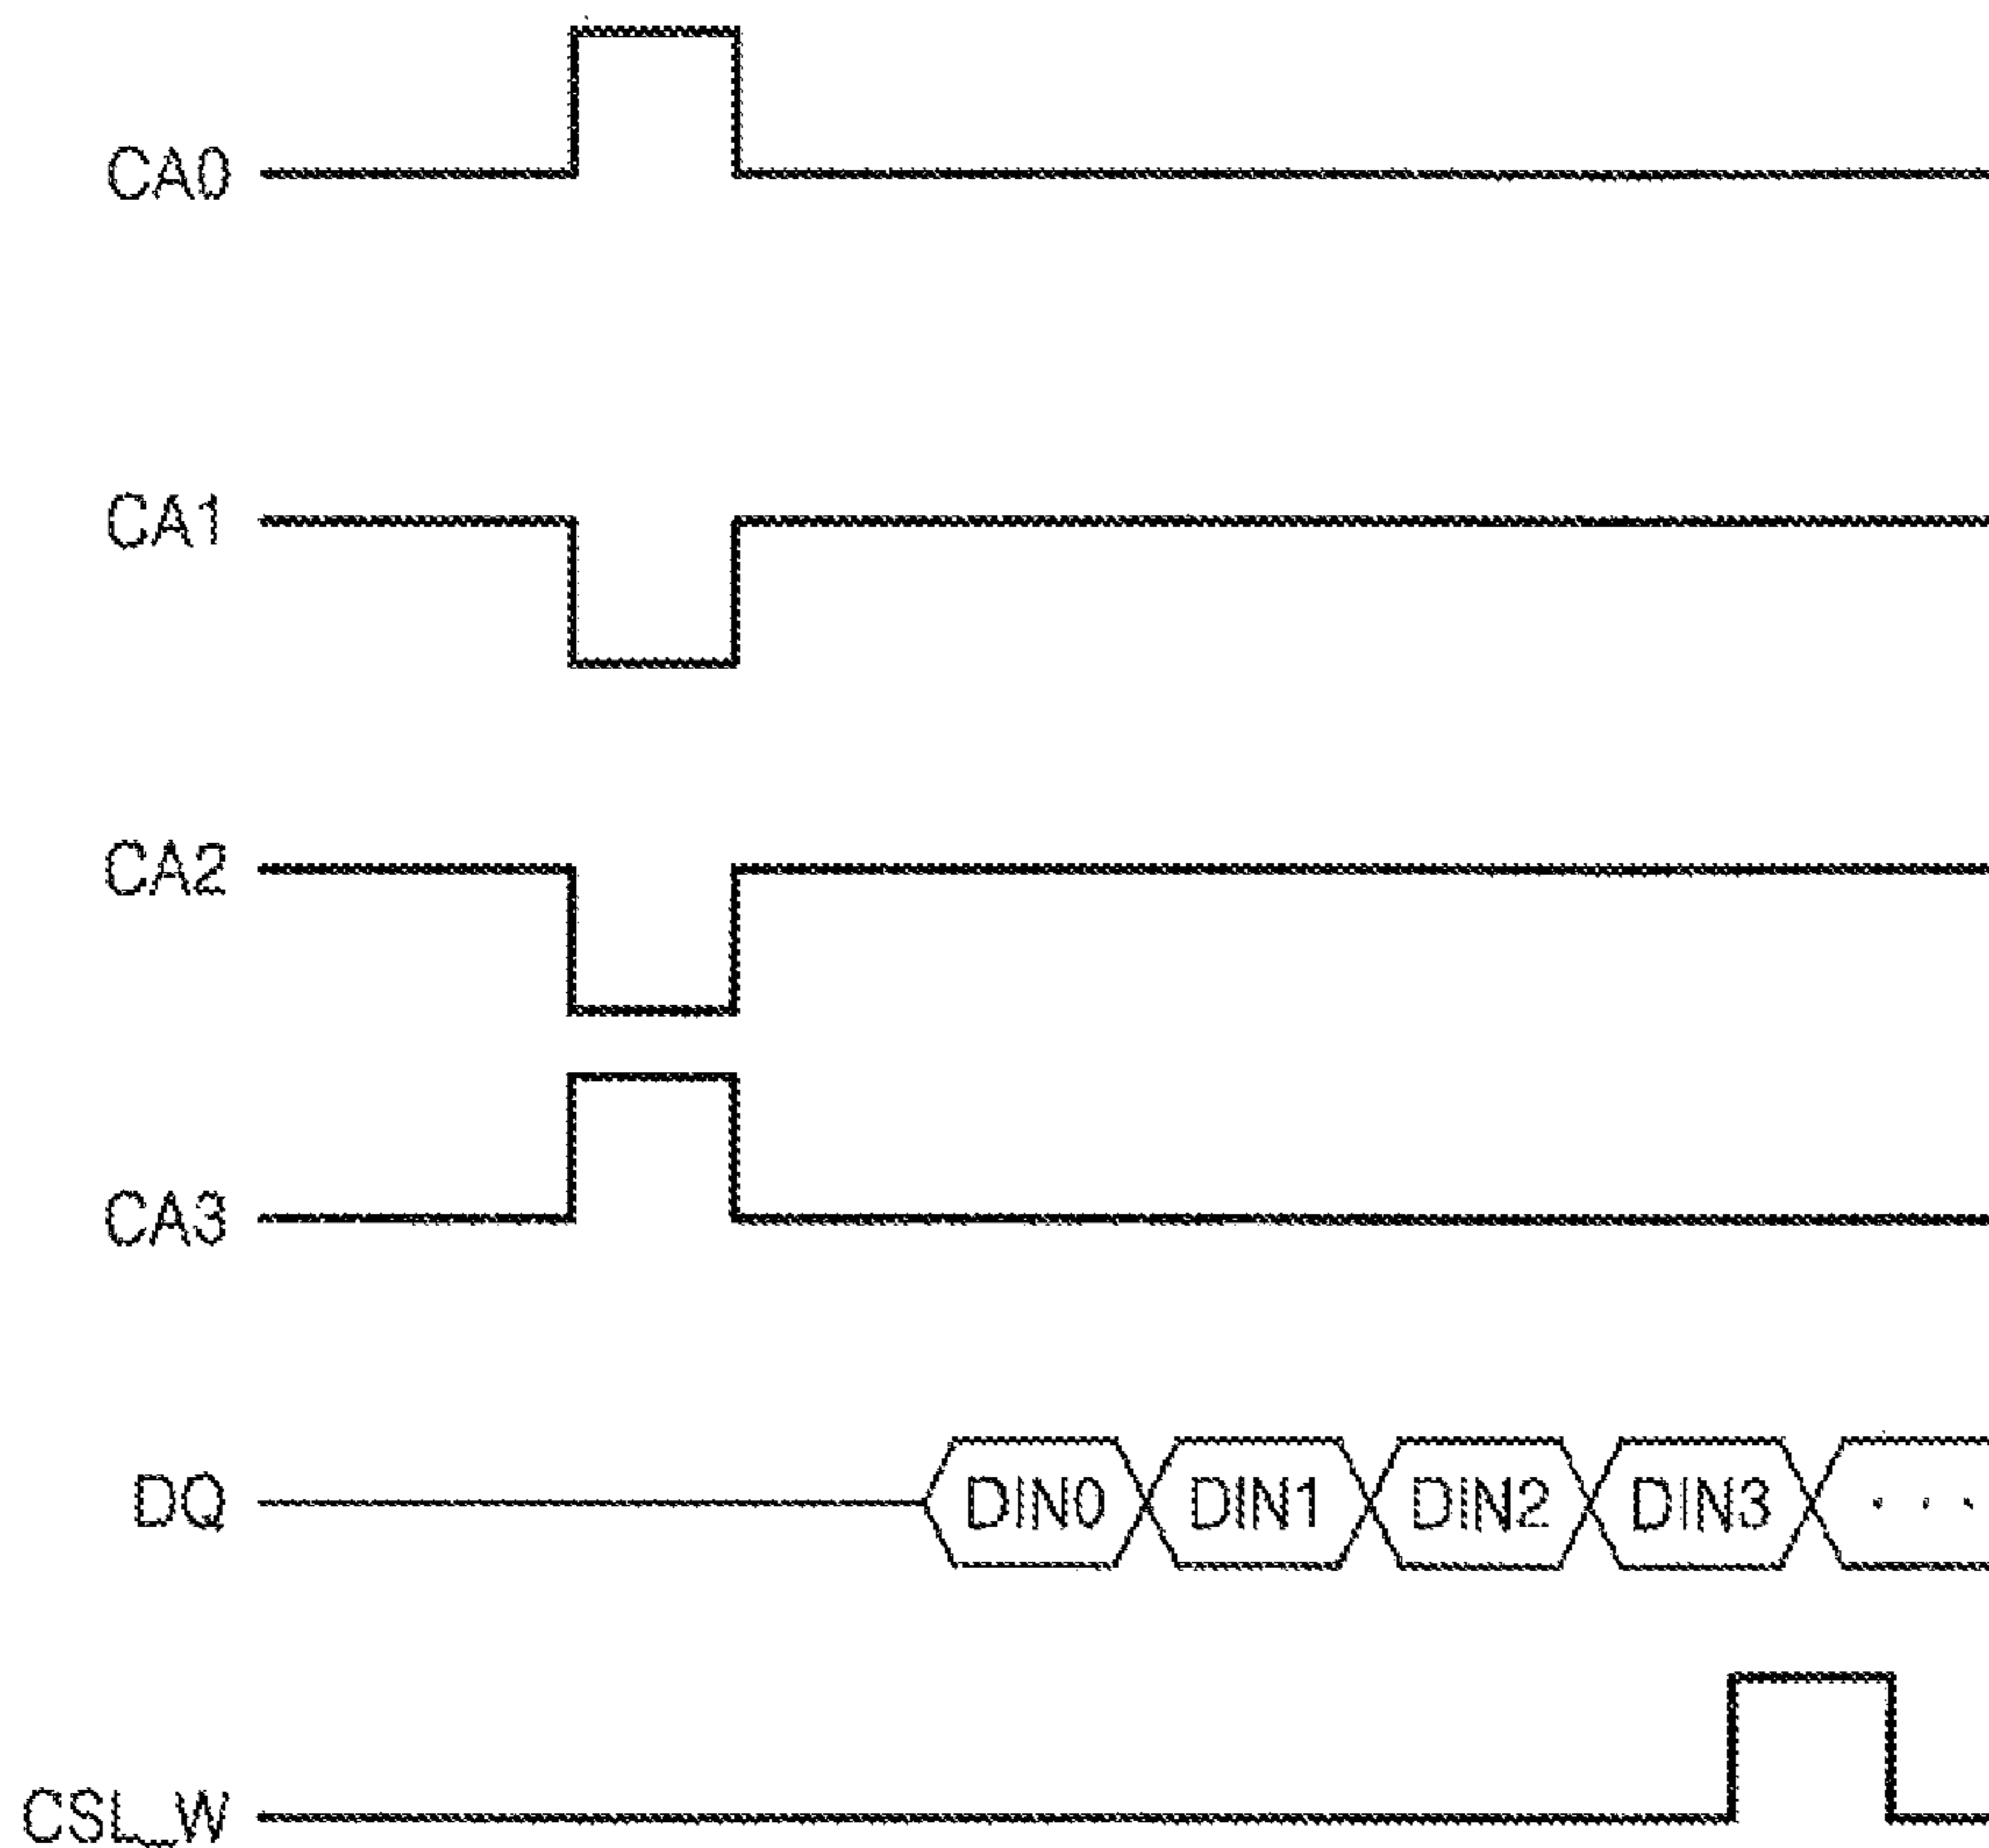 CA0
CA1
CA2
CA3
DQ DIN0 DIN1 DIN2 DIN3 ...
CSL_W